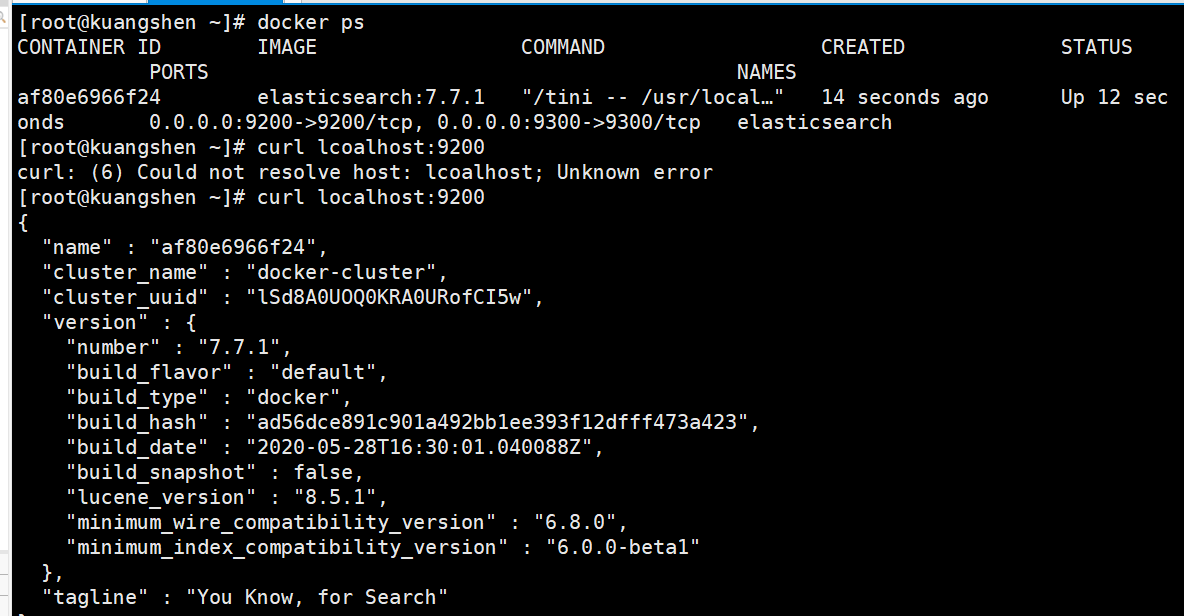 [root@kuangshen ~]# docker ps
CONTAINER ID        IMAGE                 COMMAND                  CREATED             STATUS
           PORTS                                            NAMES
af80e6966f24        elasticsearch:7.7.1   "/tini -- /usr/local…"   14 seconds ago      Up 12 sec
onds       0.0.0.0:9200->9200/tcp, 0.0.0.0:9300->9300/tcp   elasticsearch
[root@kuangshen ~]# curl lcoalhost:9200
curl: (6) Could not resolve host: lcoalhost; Unknown error
[root@kuangshen ~]# curl localhost:9200
{
  "name" : "af80e6966f24",
  "cluster_name" : "docker-cluster",
  "cluster_uuid" : "lSd8A0UOQ0KRA0URofCI5w",
  "version" : {
    "number" : "7.7.1",
    "build_flavor" : "default",
    "build_type" : "docker",
    "build_hash" : "ad56dce891c901a492bb1ee393f12dfff473a423",
    "build_date" : "2020-05-28T16:30:01.040088Z",
    "build_snapshot" : false,
    "lucene_version" : "8.5.1",
    "minimum_wire_compatibility_version" : "6.8.0",
    "minimum_index_compatibility_version" : "6.0.0-beta1"
  },
  "tagline" : "You Know, for Search"